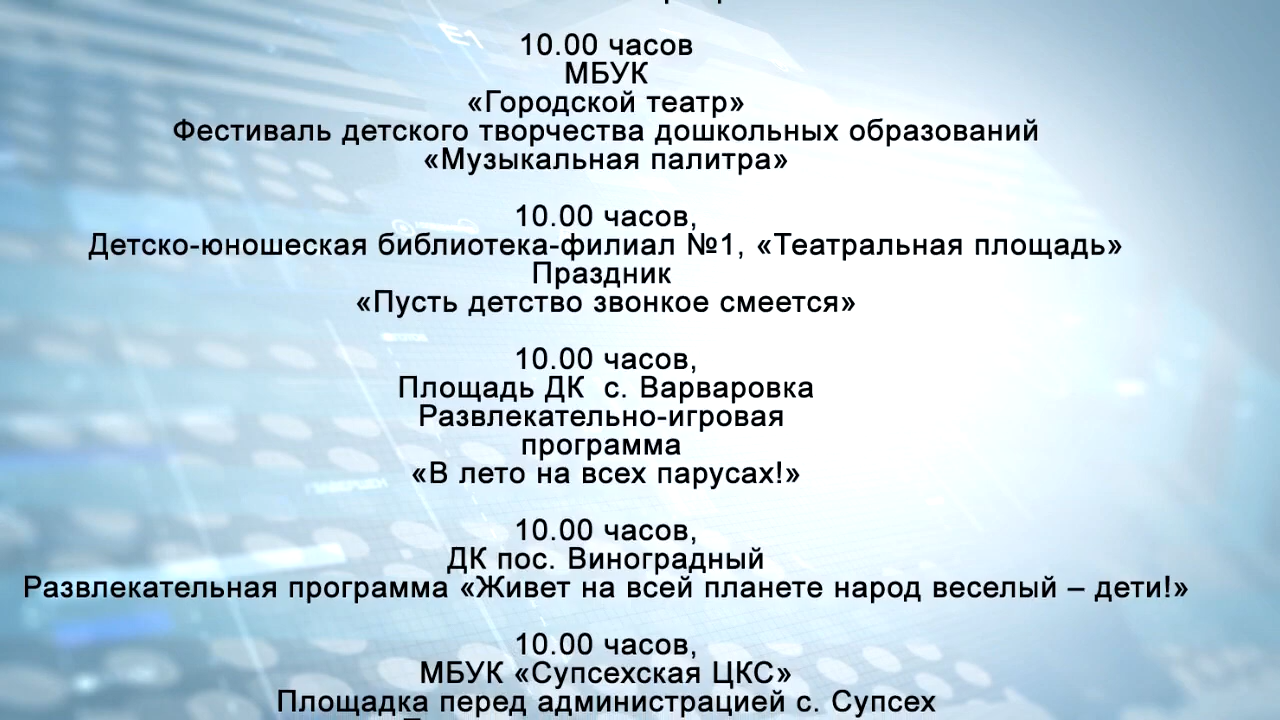 10.00 часов
МБУК
«Городской театр»
Фестиваль детского творчества дошкольных образований
«Музыкальная палитра»
10.00 часов,
Детско-юношеская библиотека-филиал №1, «Театральная площадь»
Праздник
«Пусть детство звонкое смеется»
10.00 часов,
Площадь ДК с. Варваровка
Развлекательно-игровая
программа
«В лето на всех парусах!»
10.00 часов,
ДК пос. Виноградный
Развлекательная программа «Живет на всей планете народ веселый – дети!»
10.00 часов,
МБУК «Супсехская ЦКС»
Площадка перед администрацией с. Супсех